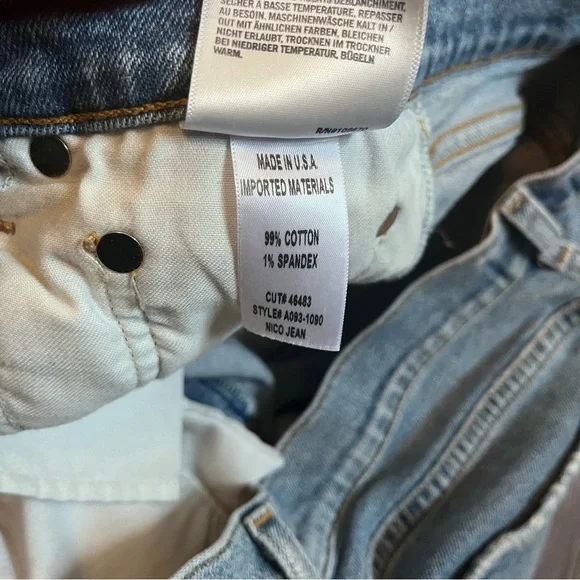 SÉCHER A BASSE TEMPERATURE, REPASSER
AU BESOIN. MASCHINENWÄSCHE KALT IN /
OUT MIT ÄHNLICHEN FARBEN, BLEICHEN
NICHT ERLAUBT, TROCKNEN IM TROCKNER
BEI NIEDRIGER TEMPERATUR, BÜGELN
WARM.
MADE IN U.S.A.
IMPORTED MATERIALS
99% COTTON
1% SPANDEX
CUT# 46483
STYLE# A093-1090
NICO JEAN